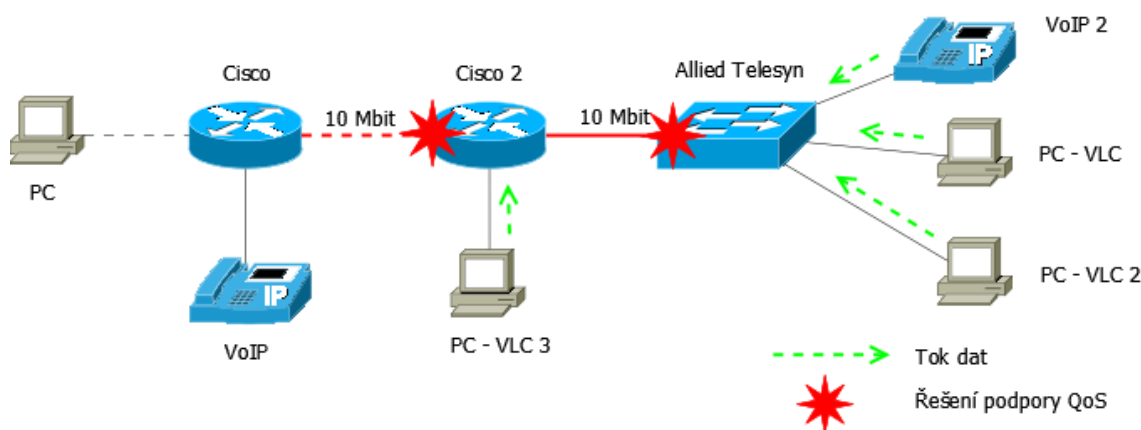 VoIP 2
Cisco
Cisco 2
Allied Telesyn
IP
10 Mbit
10 Mbit
PC - VLC
PC
PC - VLC 2
IP
VoIP
PC - VLC 3
Tok dat
Řešení podpory QoS